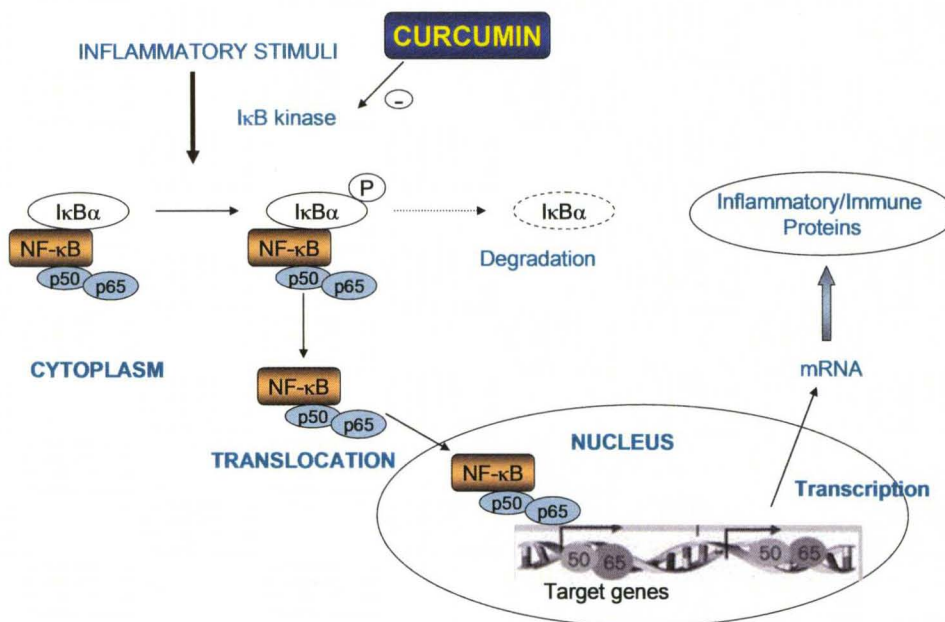 CURCUMIN
INFLAMMATORY STIMULI
−
IκB kinase
P
IκBα
IκBα
IκBα
Inflammatory/Immune
Proteins
NF-κB
NF-κB
Degradation
p50
p65
p50
p65
CYTOPLASM
mRNA
NF-κB
p50
p65
TRANSLOCATION
NUCLEUS
NF-κB
Transcription
p50
p65
50
65
50
65
Target genes